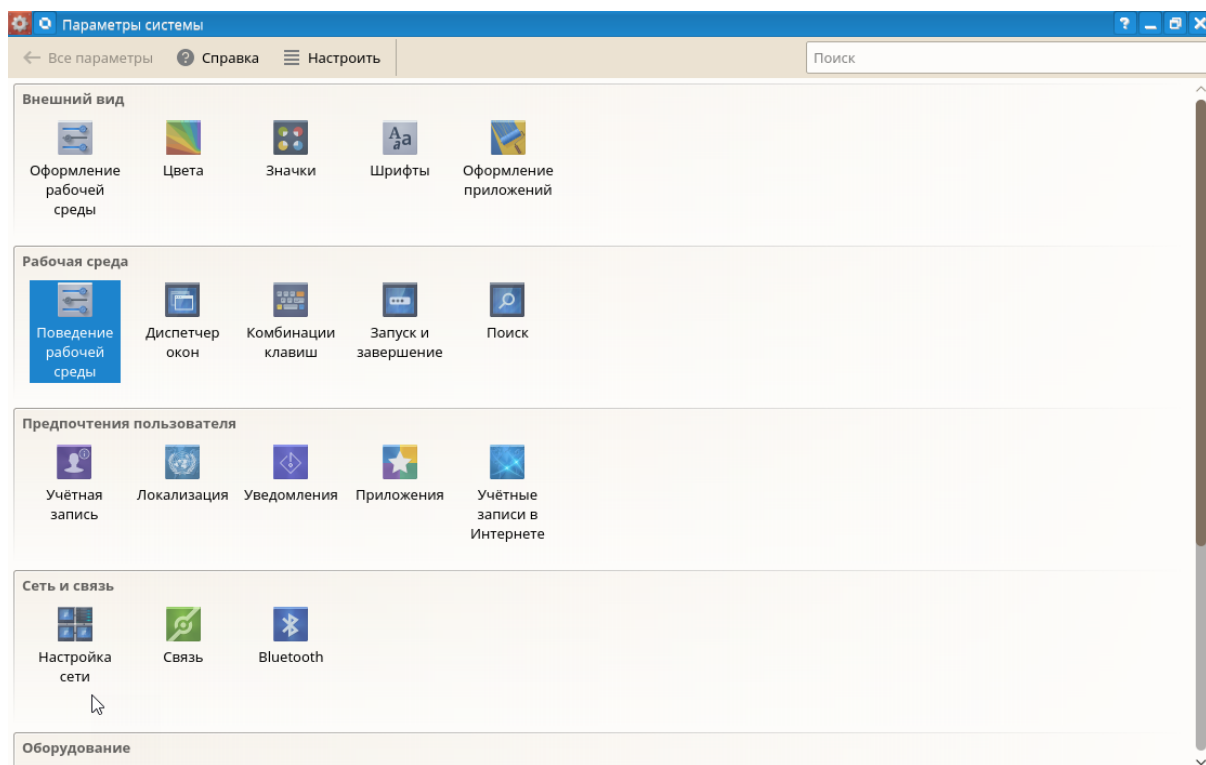 Параметры системы
Все параметры Справка Настроить Поиск
Внешний вид
Оформление рабочей среды
Цвета
Значки
Шрифты
Оформление приложений
Рабочая среда
Поведение рабочей среды
Диспетчер окон
Комбинации клавиш
Запуск и завершение
Поиск
Предпочтения пользователя
Учётная запись
Локализация
Уведомления
Приложения
Учётные записи в Интернете
Сеть и связь
Настройка сети
Связь
Bluetooth
Оборудование